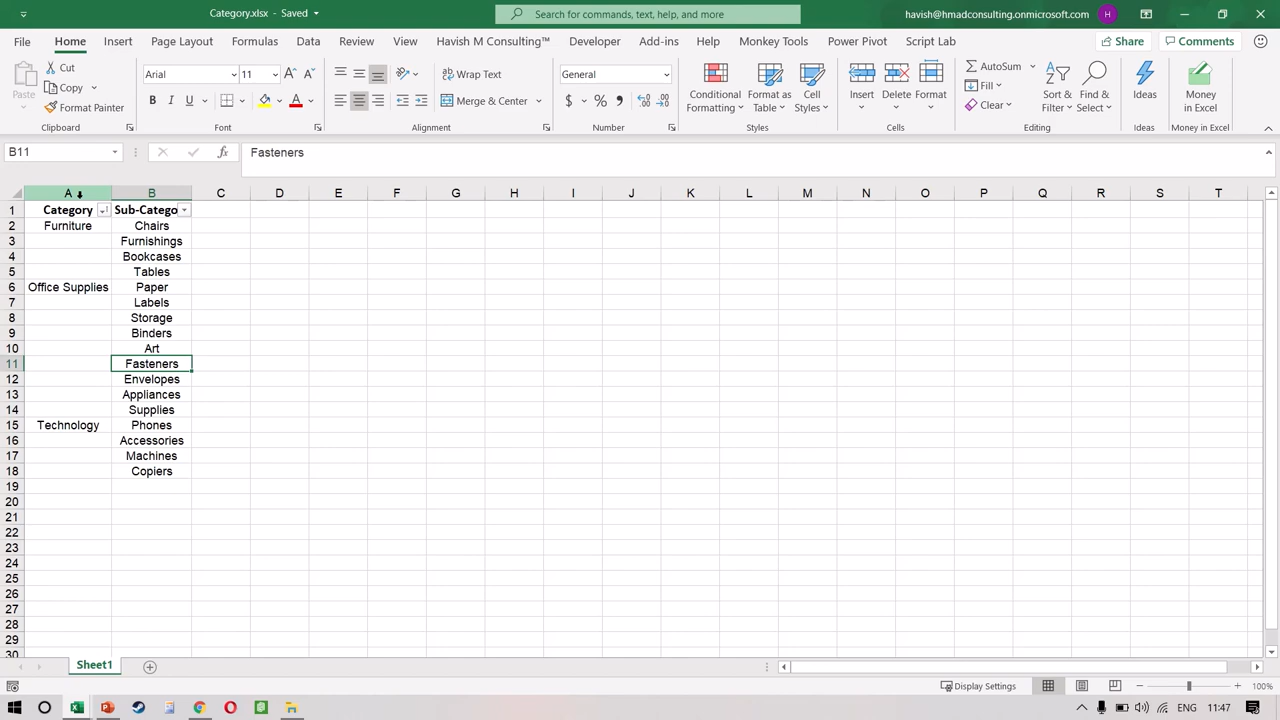 Category.xlsx - Saved
Search for commands, text, help, and more
havish@hmadconsulting.onmicrosoft.com H
File Home Insert Page Layout Formulas Data Review View Havish M Consulting™ Developer Add-ins Help Monkey Tools Power Pivot Script Lab Share Comments
Paste
Cut
Copy
Format Painter
Clipboard
Arial 11 A A
B I U A
Font
ab
Wrap Text
Merge & Center
Alignment
General
$ % ,
Number
Conditional Formatting
Format as Table
Cell Styles
Styles
Insert Delete Format
Cells
AutoSum
Fill
Clear
Sort & Filter
Find & Select
Editing
Ideas
Ideas
Money in Excel
Money in Excel
B11 fx Fasteners
A B C D E F G H I J K L M N O P Q R S T
1 Category Sub-Catego
2 Furniture Chairs
3 Furnishings
4 Bookcases
5 Tables
6 Office Supplies Paper
7 Labels
8 Storage
9 Binders
10 Art
11 Fasteners
12 Envelopes
13 Appliances
14 Supplies
15 Technology Phones
16 Accessories
17 Machines
18 Copiers
19
20
21
22
23
24
25
26
27
28
29
30
Sheet1
Display Settings 100%
ENG 11:47